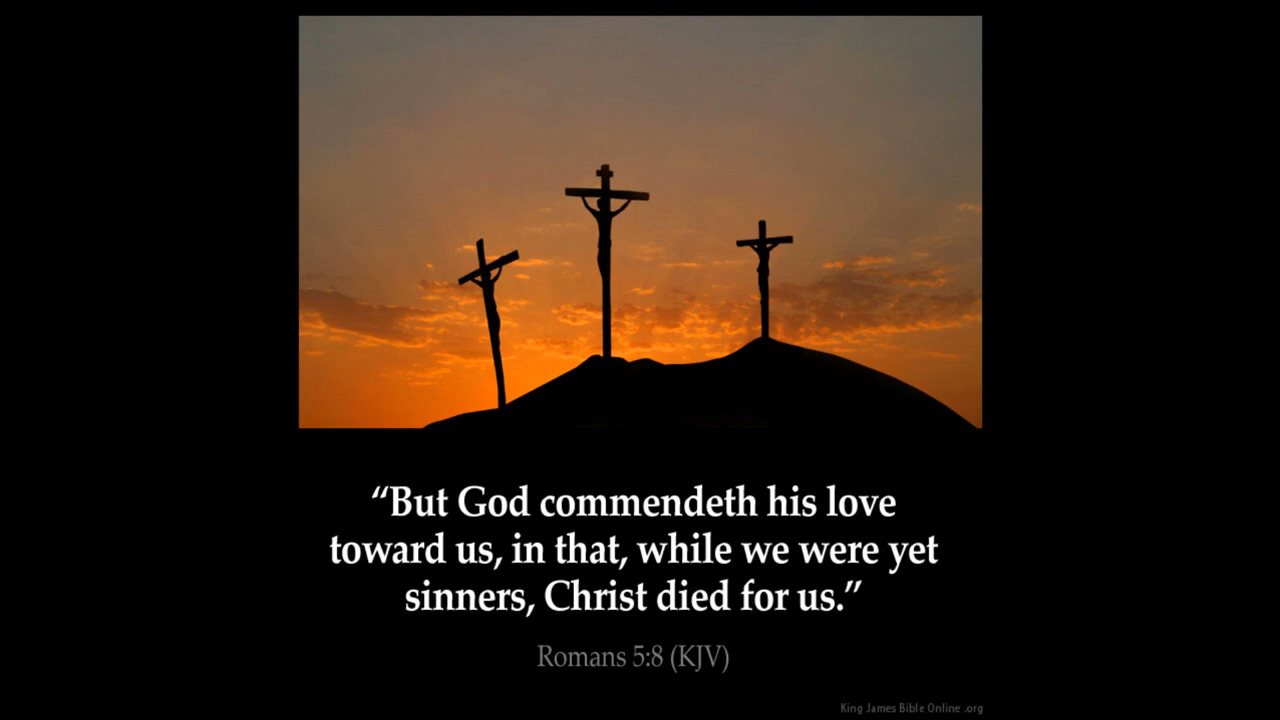 “But God commendeth his love
toward us, in that, while we were yet
sinners, Christ died for us.”
Romans 5:8 (KJV)
King James Bible Online .org